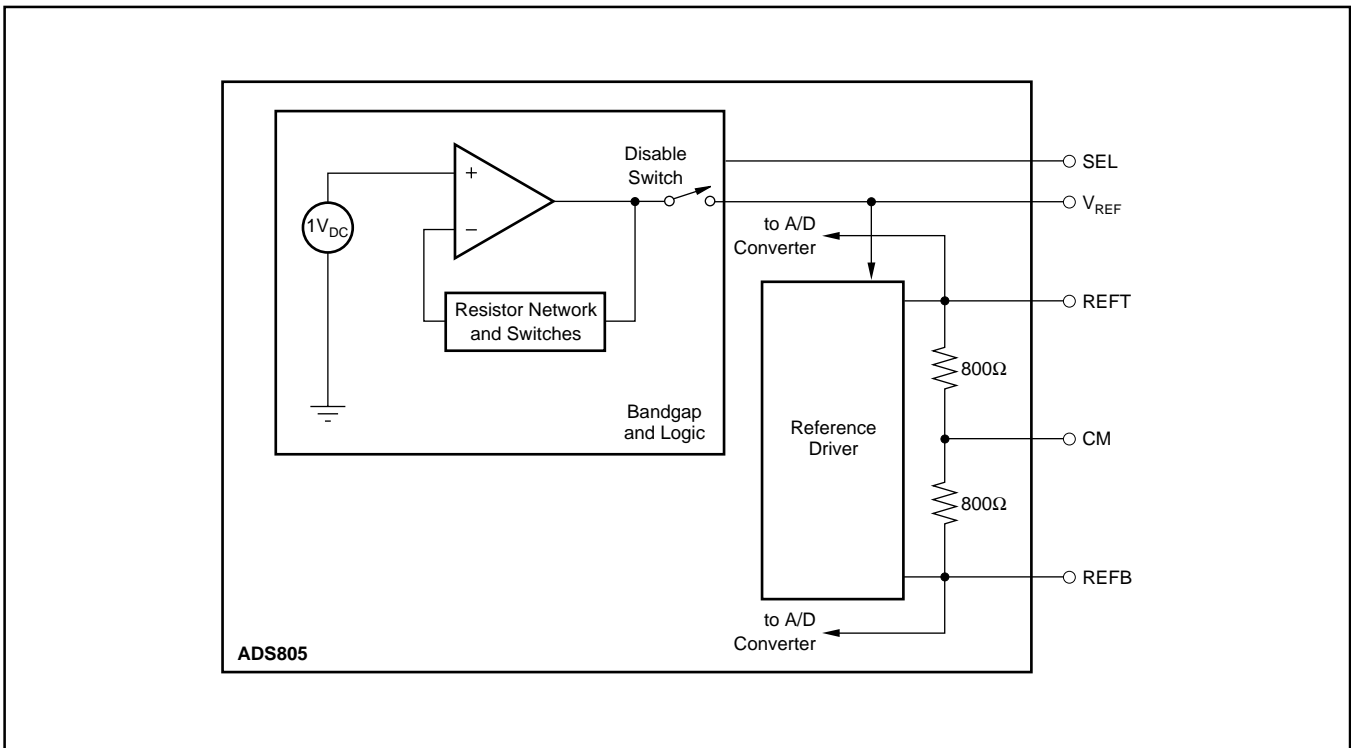 SEL
Disable
Switch
+
1V_DC
V_REF
−
to A/D
Converter
Resistor Network
and Switches
REFT
800Ω
Bandgap
and Logic
Reference
Driver
CM
800Ω
REFB
to A/D
Converter
ADS805